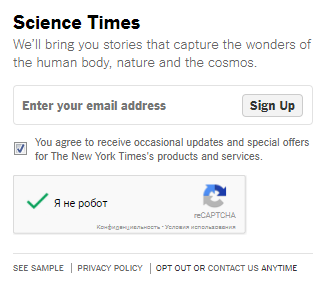 Science Times
We'll bring you stories that capture the wonders of
the human body, nature and the cosmos.
Enter your email address
Sign Up
You agree to receive occasional updates and special offers
for The New York Times's products and services.
Я не робот
reCAPTCHA
Конфиденциальность - Условия использования
SEE SAMPLE | PRIVACY POLICY | OPT OUT OR CONTACT US ANYTIME